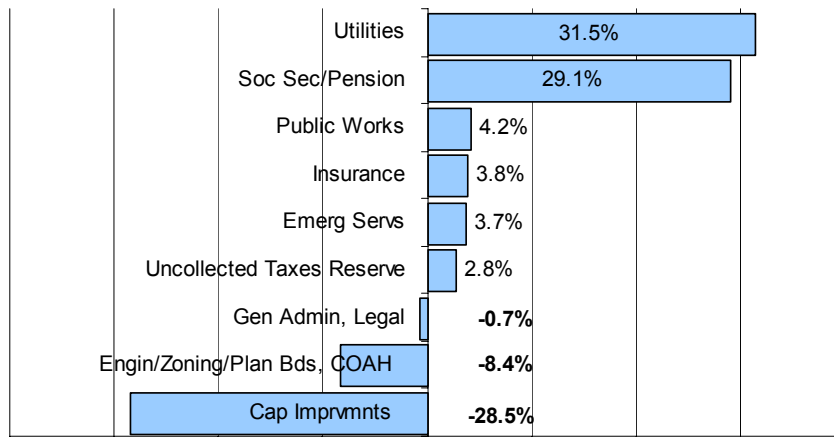 Utilities 31.5%
Soc Sec/Pension 29.1%
Public Works 4.2%
Insurance 3.8%
Emerg Servs 3.7%
Uncollected Taxes Reserve 2.8%
Gen Admin, Legal -0.7%
Engin/Zoning/Plan Bds, COAH -8.4%
Cap Imprvmnts -28.5%